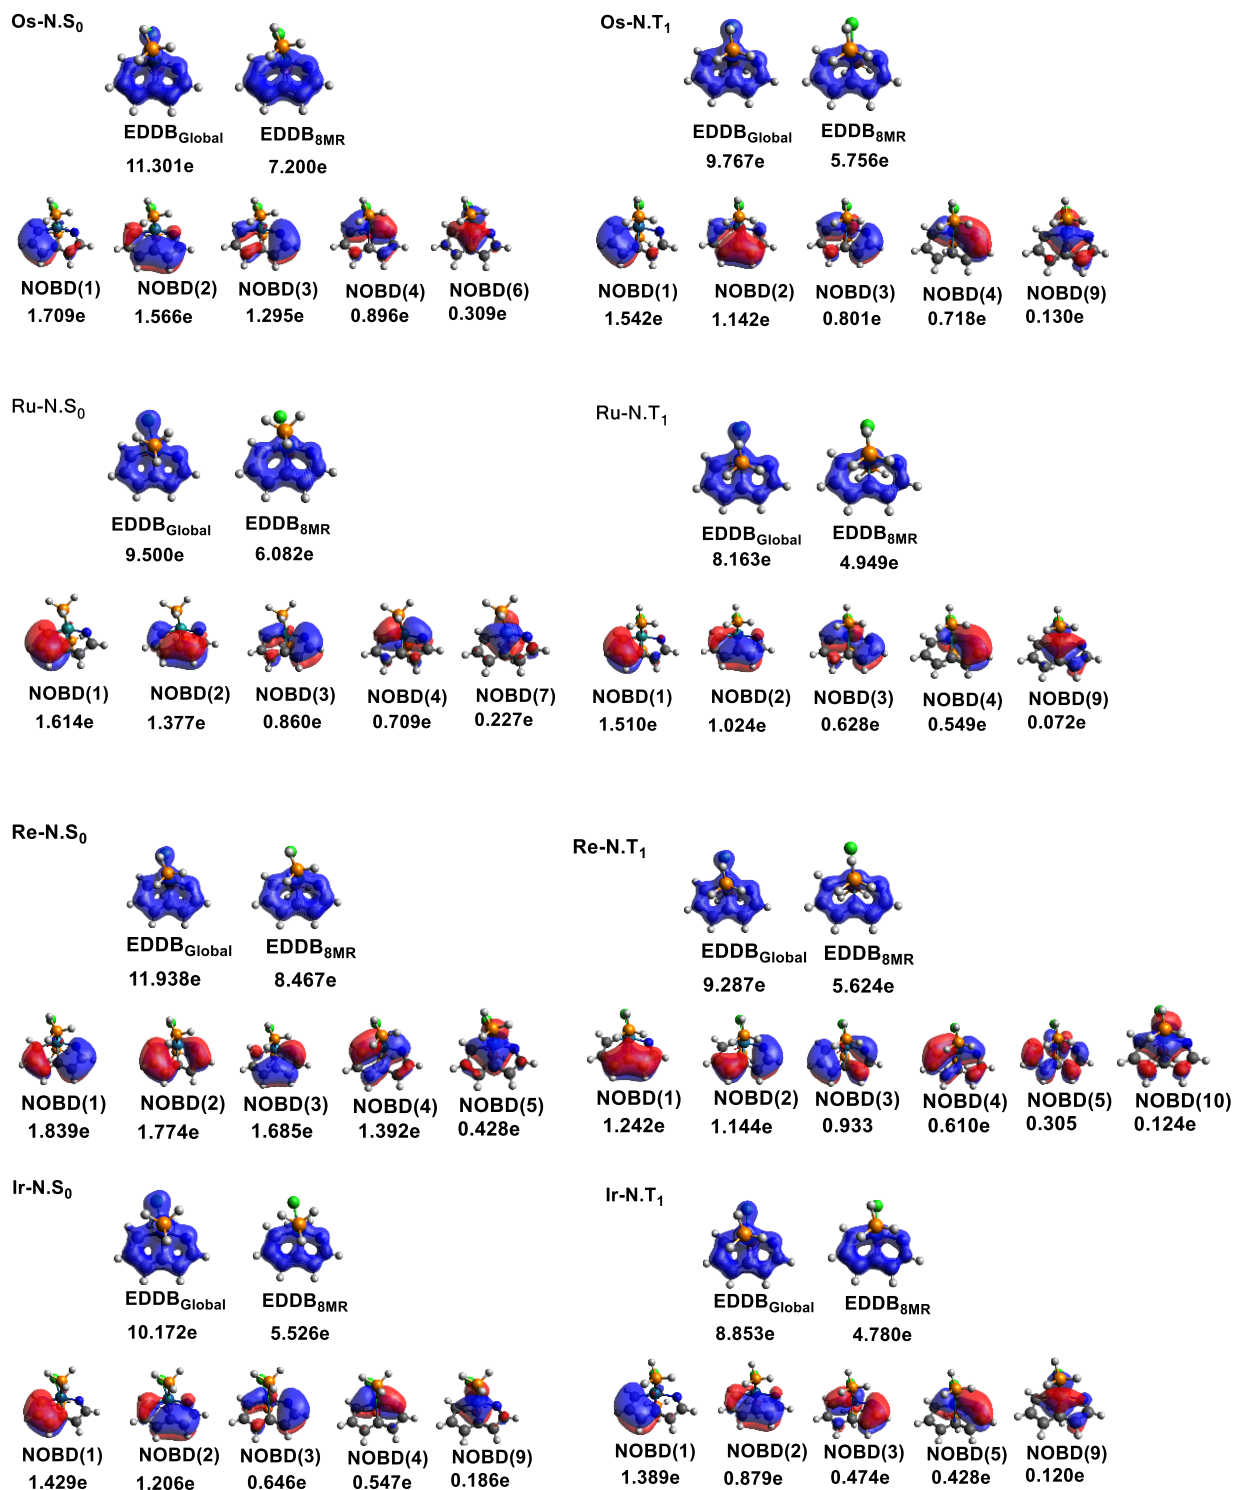 Os-N.S0
Os-N.T1
EDDBGlobal EDDB8MR
11.301e 7.200e
EDDBGlobal EDDB8MR
9.767e 5.756e
NOBD(1) NOBD(2) NOBD(3) NOBD(4) NOBD(6)
1.709e 1.566e 1.295e 0.896e 0.309e
NOBD(1) NOBD(2) NOBD(3) NOBD(4) NOBD(9)
1.542e 1.142e 0.801e 0.718e 0.130e
Ru-N.S0
Ru-N.T1
EDDBGlobal EDDB8MR
9.500e 6.082e
EDDBGlobal EDDB8MR
8.163e 4.949e
NOBD(1) NOBD(2) NOBD(3) NOBD(4) NOBD(7)
1.614e 1.377e 0.860e 0.709e 0.227e
NOBD(1) NOBD(2) NOBD(3) NOBD(4) NOBD(9)
1.510e 1.024e 0.628e 0.549e 0.072e
Re-N.S0
Re-N.T1
EDDBGlobal EDDB8MR
11.938e 8.467e
EDDBGlobal EDDB8MR
9.287e 5.624e
NOBD(1) NOBD(2) NOBD(3) NOBD(4) NOBD(5)
1.839e 1.774e 1.685e 1.392e 0.428e
NOBD(1) NOBD(2) NOBD(3) NOBD(4) NOBD(5) NOBD(10)
1.242e 1.144e 0.933 0.610e 0.305 0.124e
Ir-N.S0
Ir-N.T1
EDDBGlobal EDDB8MR
10.172e 5.526e
EDDBGlobal EDDB8MR
8.853e 4.780e
NOBD(1) NOBD(2) NOBD(3) NOBD(4) NOBD(9)
1.429e 1.206e 0.646e 0.547e 0.186e
NOBD(1) NOBD(2) NOBD(3) NOBD(5) NOBD(9)
1.389e 0.879e 0.474e 0.428e 0.120e